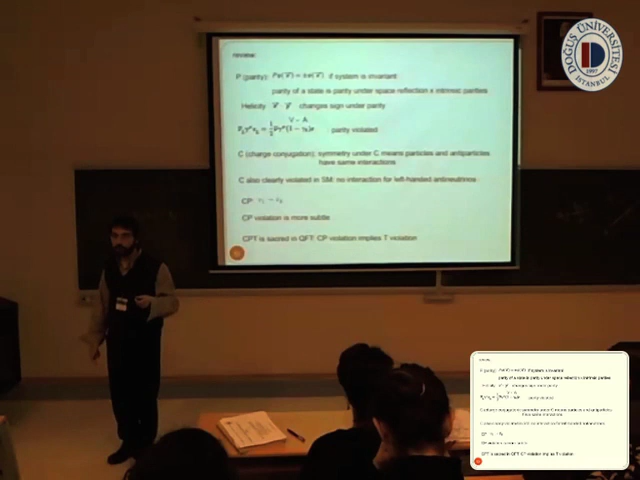 review:
P (parity): if system is invariant
parity of a state is parity under space reflection x intrinsic parities
Helicity changes sign under parity
V - A
: parity violated
C (charge conjugation): symmetry under C means particles and antiparticles
have same interactions
C also clearly violated in SM: no interaction for left-handed antineutrinos
CP
CP violation is more subtle
CPT is sacred in QFT: CP violation implies T violation
DOĞUŞ ÜNİVERSİTESİ
1997
İSTANBUL